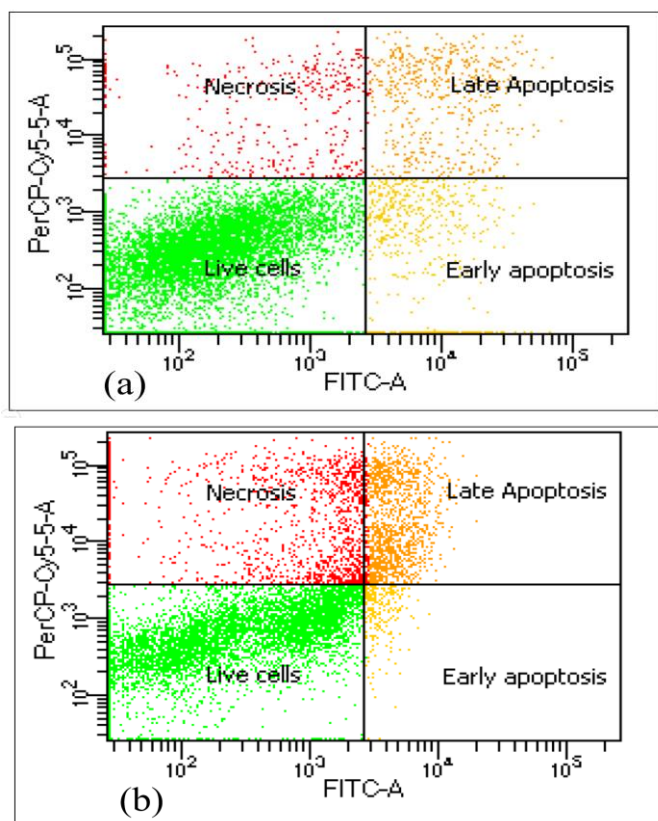 Necrosis
Late Apoptosis
Live cells
Early apoptosis
PerCP-Cy5-5-A
10⁵
10⁴
10³
10²
10² 10³ 10⁴ 10⁵
FITC-A
(a)
Necrosis
Late Apoptosis
Live cells
Early apoptosis
PerCP-Cy5-5-A
10⁵
10⁴
10³
10²
10² 10³ 10⁴ 10⁵
FITC-A
(b)